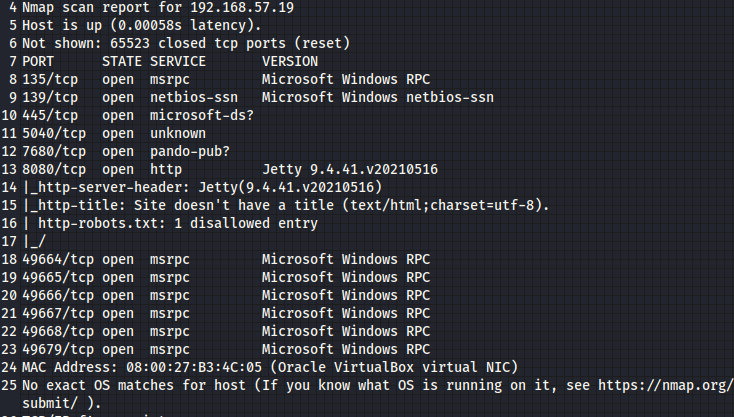 4 Nmap scan report for 192.168.57.19
5 Host is up (0.00058s latency).
6 Not shown: 65523 closed tcp ports (reset)
7 PORT      STATE SERVICE       VERSION
8 135/tcp   open  msrpc         Microsoft Windows RPC
9 139/tcp   open  netbios-ssn   Microsoft Windows netbios-ssn
10 445/tcp   open  microsoft-ds?
11 5040/tcp  open  unknown
12 7680/tcp  open  pando-pub?
13 8080/tcp  open  http          Jetty 9.4.41.v20210516
14 |_http-server-header: Jetty(9.4.41.v20210516)
15 |_http-title: Site doesn't have a title (text/html;charset=utf-8).
16 | http-robots.txt: 1 disallowed entry
17 |_/
18 49664/tcp open  msrpc         Microsoft Windows RPC
19 49665/tcp open  msrpc         Microsoft Windows RPC
20 49666/tcp open  msrpc         Microsoft Windows RPC
21 49667/tcp open  msrpc         Microsoft Windows RPC
22 49668/tcp open  msrpc         Microsoft Windows RPC
23 49679/tcp open  msrpc         Microsoft Windows RPC
24 MAC Address: 08:00:27:B3:4C:05 (Oracle VirtualBox virtual NIC)
25 No exact OS matches for host (If you know what OS is running on it, see https://nmap.org/
submit/ ).